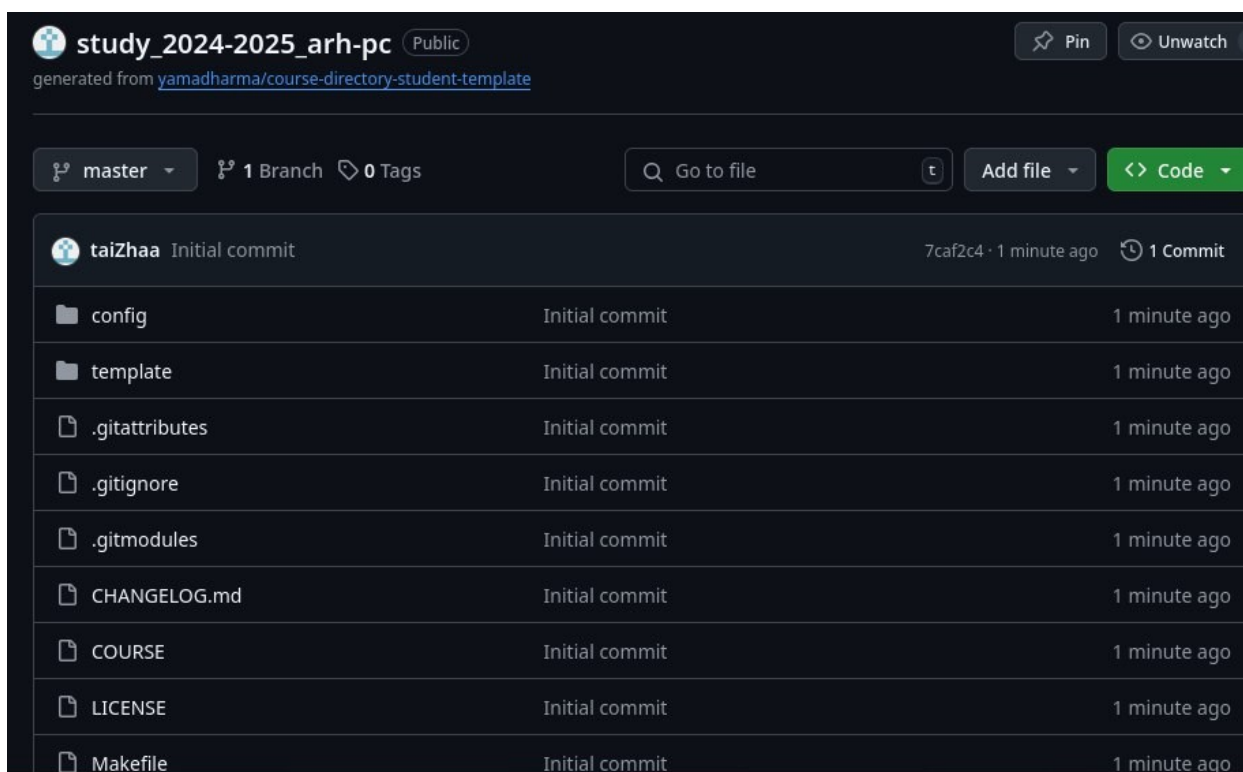 study_2024-2025_arh-pc Public Pin Unwatch
generated from yamadharma/course-directory-student-template
master 1 Branch 0 Tags Go to file t Add file <> Code
taiZhaa Initial commit 7caf2c4 · 1 minute ago 1 Commit
config Initial commit 1 minute ago
template Initial commit 1 minute ago
.gitattributes Initial commit 1 minute ago
.gitignore Initial commit 1 minute ago
.gitmodules Initial commit 1 minute ago
CHANGELOG.md Initial commit 1 minute ago
COURSE Initial commit 1 minute ago
LICENSE Initial commit 1 minute ago
Makefile Initial commit 1 minute ago